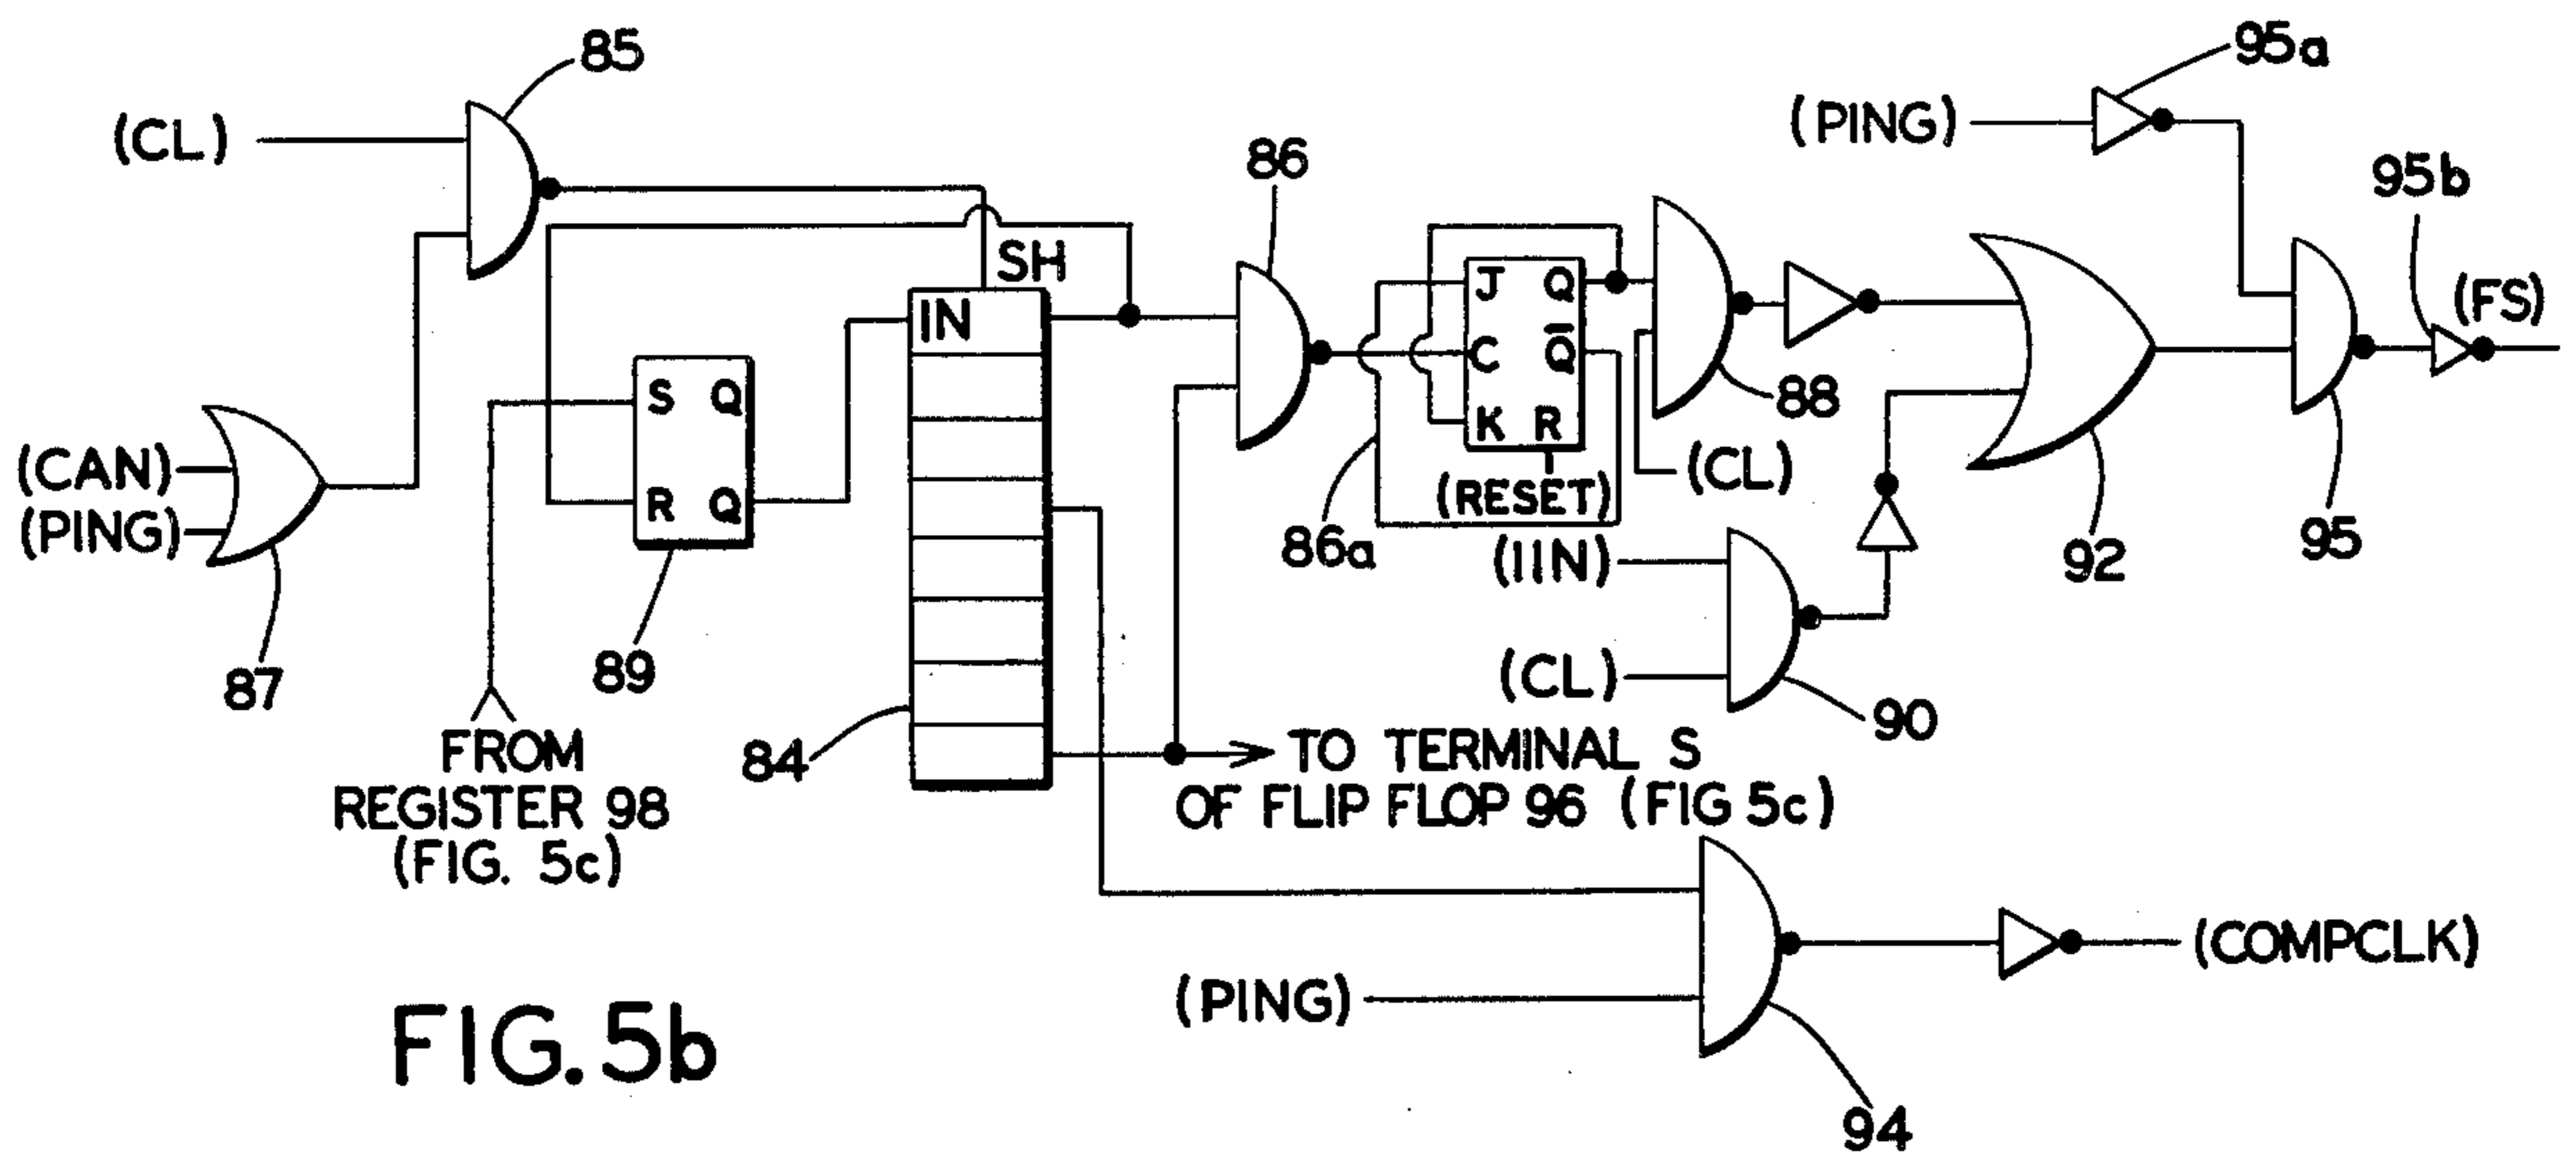 85
(CL)
95a
(PING)
95b
(FS)
86
SH
IN
J Q
C Q̅
K R
(RESET)
88
(CL)
92
95
(CAN)
(PING)
87
S Q
R Q
89
86a
(IIN)
(CL)
90
FROM
REGISTER 98
(FIG. 5c)
84
TO TERMINAL S
OF FLIP FLOP 96 (FIG 5c)
(PING)
(COMPCLK)
94
FIG. 5b